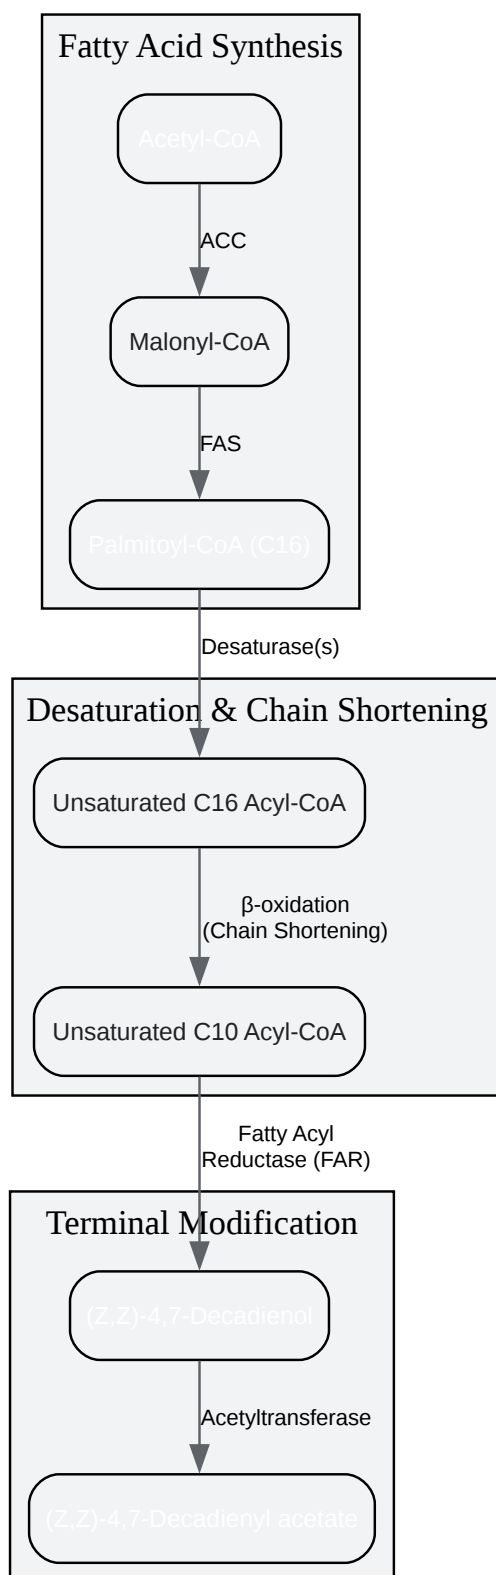 Fatty Acid Synthesis
Acetyl-CoA
ACC
Malonyl-CoA
FAS
Palmitoyl-CoA (C16)
Desaturase(s)
Desaturation & Chain Shortening
Unsaturated C16 Acyl-CoA
β-oxidation
(Chain Shortening)
Unsaturated C10 Acyl-CoA
Fatty Acyl
Reductase (FAR)
Terminal Modification
(Z,Z)-4,7-Decadienol
Acetyltransferase
(Z,Z)-4,7-Decadienyl acetate